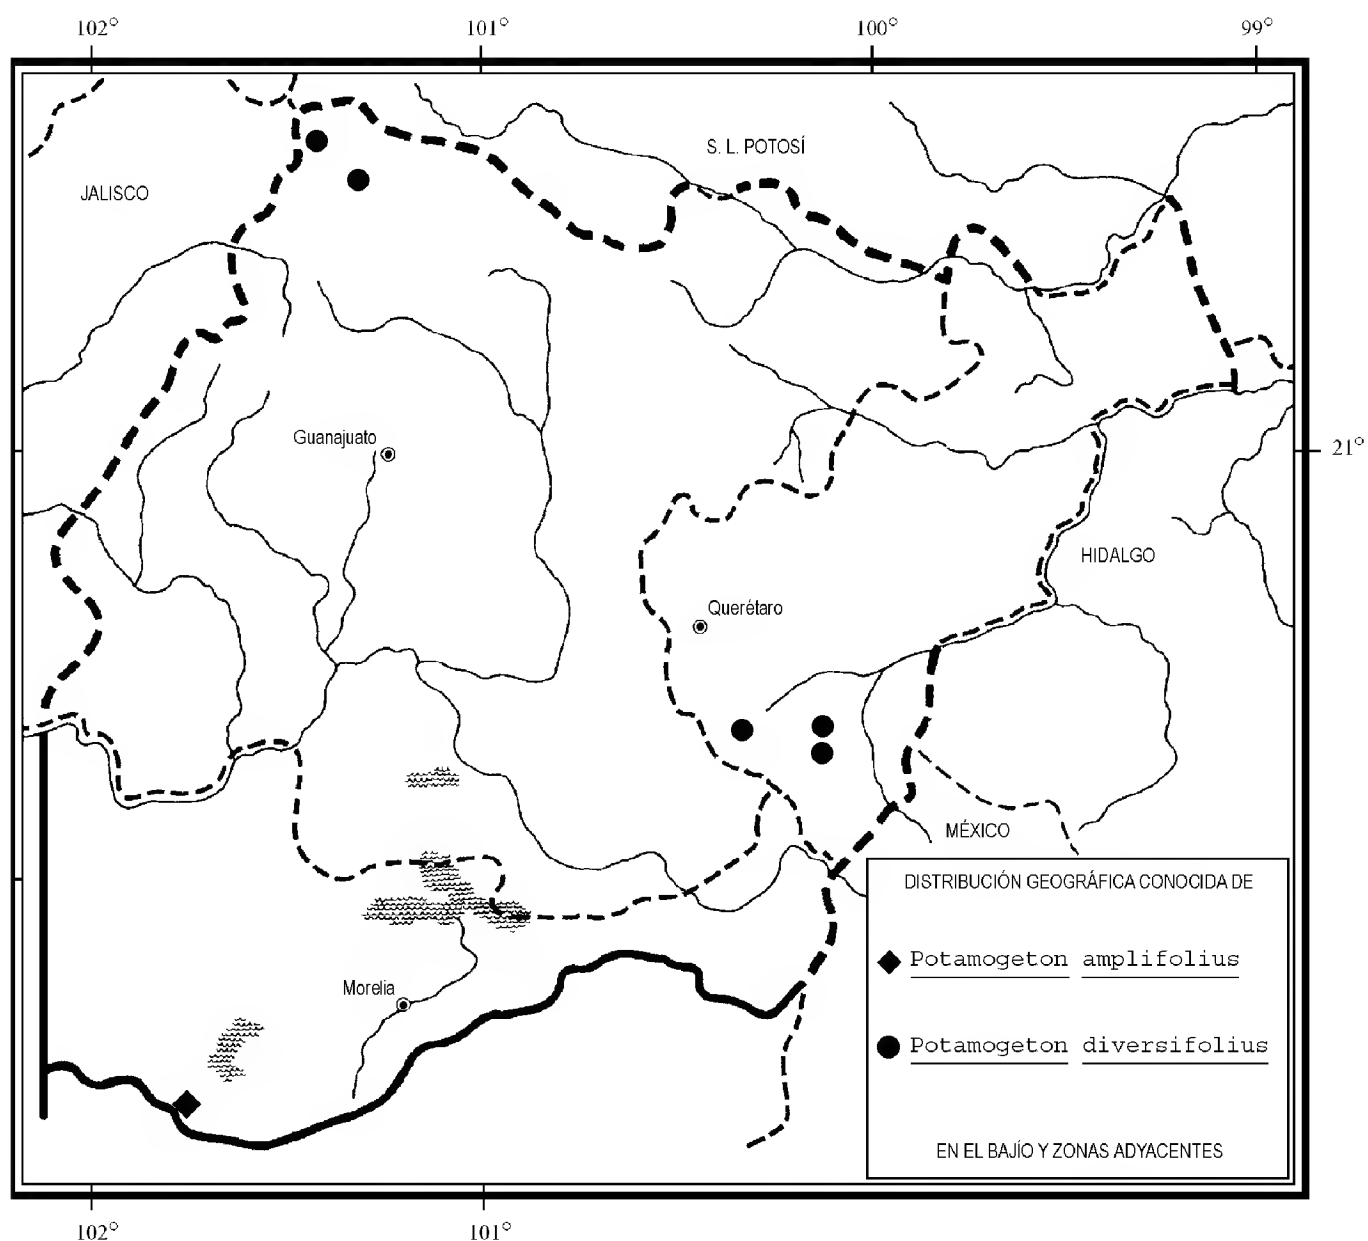 102° 101° 100° 99°
S. L. POTOSÍ
JALISCO
Guanajuato
21°
HIDALGO
Querétaro
MÉXICO
DISTRIBUCIÓN GEOGRÁFICA CONOCIDA DE
Potamogeton amplifolius
Morelia
Potamogeton diversifolius
EN EL BAJÍO Y ZONAS ADYACENTES
102° 101°